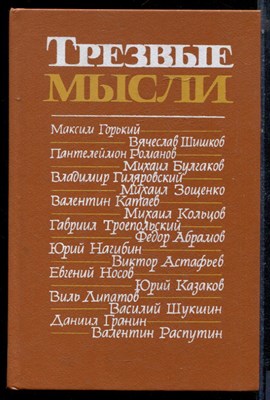 ТРЕЗВЫЕ
МЫСЛИ
Максим Горький
Вячеслав Шишков
Пантелеймон Романов
Михаил Булгаков
Владимир Гиляровский
Михаил Зощенко
Валентин Катаев
Михаил Кольцов
Гавриил Троепольский
Федор Абрамов
Юрий Нагибин
Виктор Астафьев
Евгений Носов
Юрий Казаков
Виль Липатов
Василий Шукшин
Даниил Гранин
Валентин Распутин